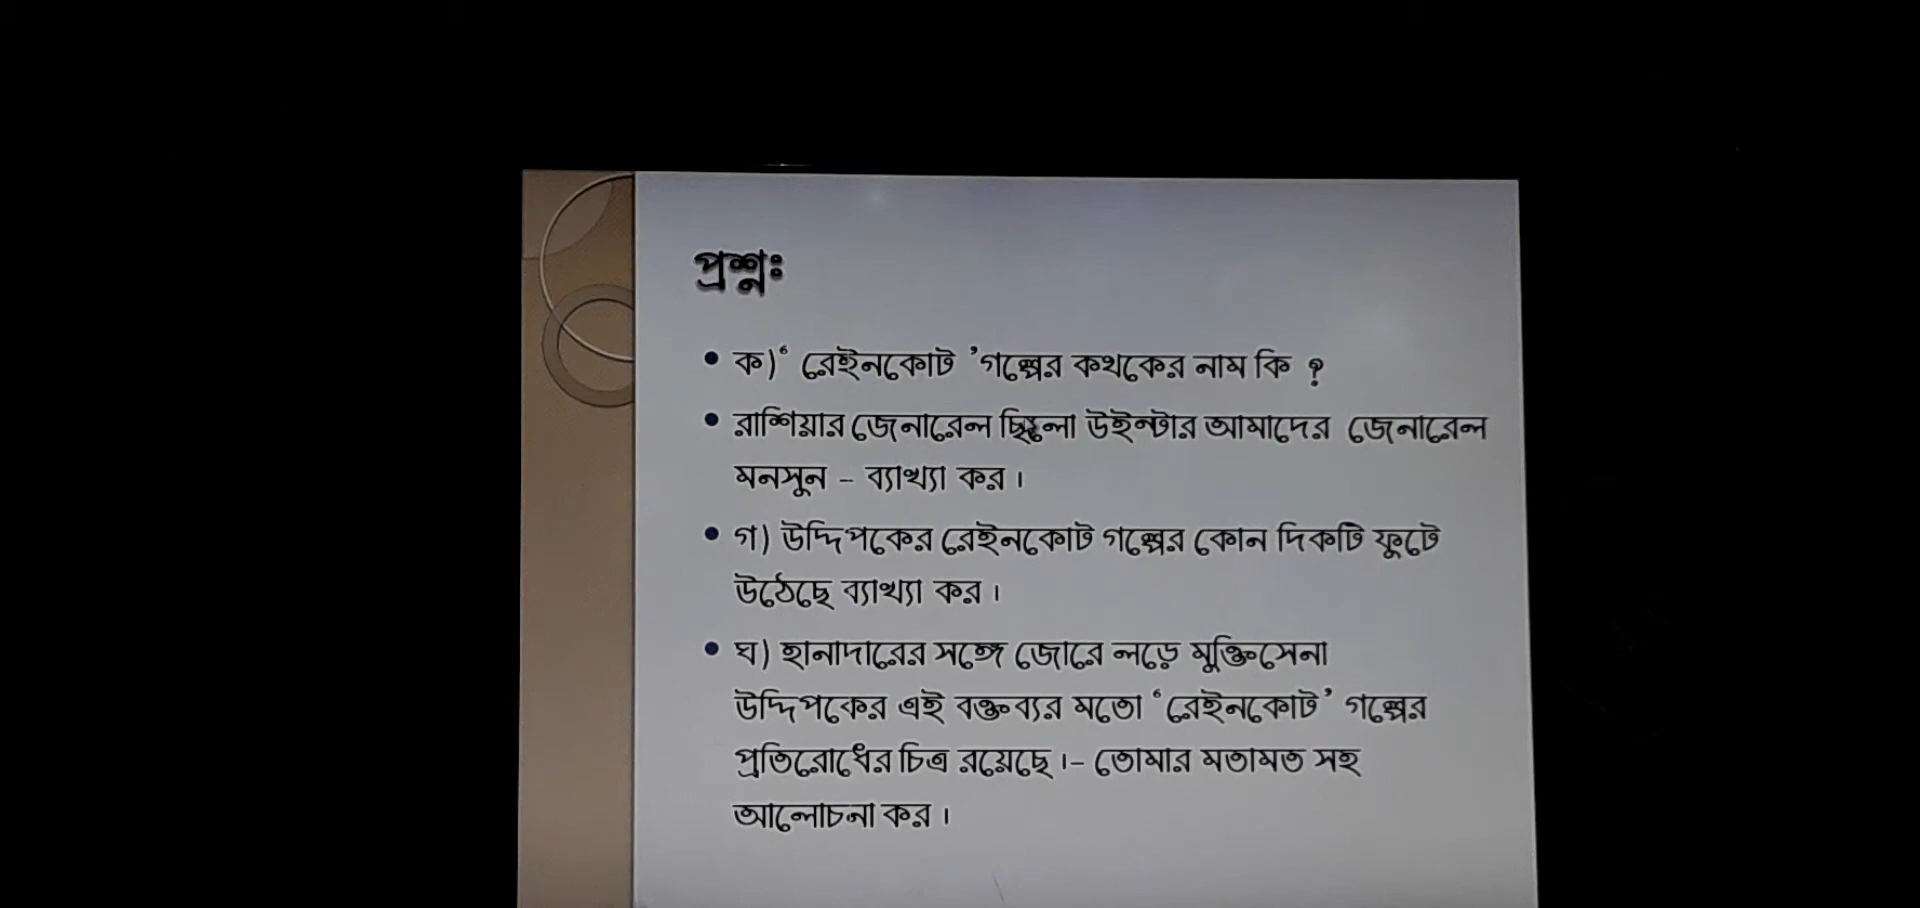 প্রশ্নঃ
ক)‘ রেইনকোট ’গল্পের কথকের নাম কি ?
রাশিয়ার জেনারেল ছিলো উইন্টার আমাদের জেনারেল
মনসুন – ব্যাখ্যা কর ।
গ) উদ্দিপকের রেইনকোট গল্পের কোন দিকটি ফুটে
উঠেছে ব্যাখ্যা কর ।
ঘ) হানাদারের সঙ্গে জোরে লড়ে মুক্তিসেনা
উদ্দিপকের এই বক্তব্যর মতো ‘রেইনকোট’ গল্পের
প্রতিরোধের চিত্র রয়েছে ।– তোমার মতামত সহ
আলোচনা কর ।